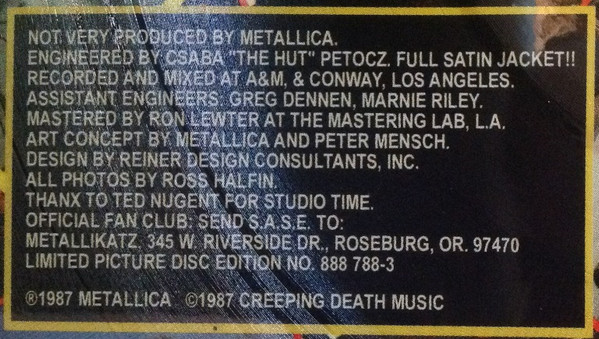 NOT VERY PRODUCED BY METALLICA.
ENGINEERED BY CSABA "THE HUT" PETOCZ. FULL SATIN JACKET!!
RECORDED AND MIXED AT A&M, & CONWAY, LOS ANGELES.
ASSISTANT ENGINEERS: GREG DENNEN, MARNIE RILEY.
MASTERED BY RON LEWTER AT THE MASTERING LAB, L.A.
ART CONCEPT BY METALLICA AND PETER MENSCH.
DESIGN BY REINER DESIGN CONSULTANTS, INC.
ALL PHOTOS BY ROSS HALFIN.
THANX TO TED NUGENT FOR STUDIO TIME.
OFFICIAL FAN CLUB: SEND S.A.S.E. TO:
METALLIKATZ. 345 W. RIVERSIDE DR., ROSEBURG, OR. 97470
LIMITED PICTURE DISC EDITION NO. 888 788-3
®1987 METALLICA ©1987 CREEPING DEATH MUSIC